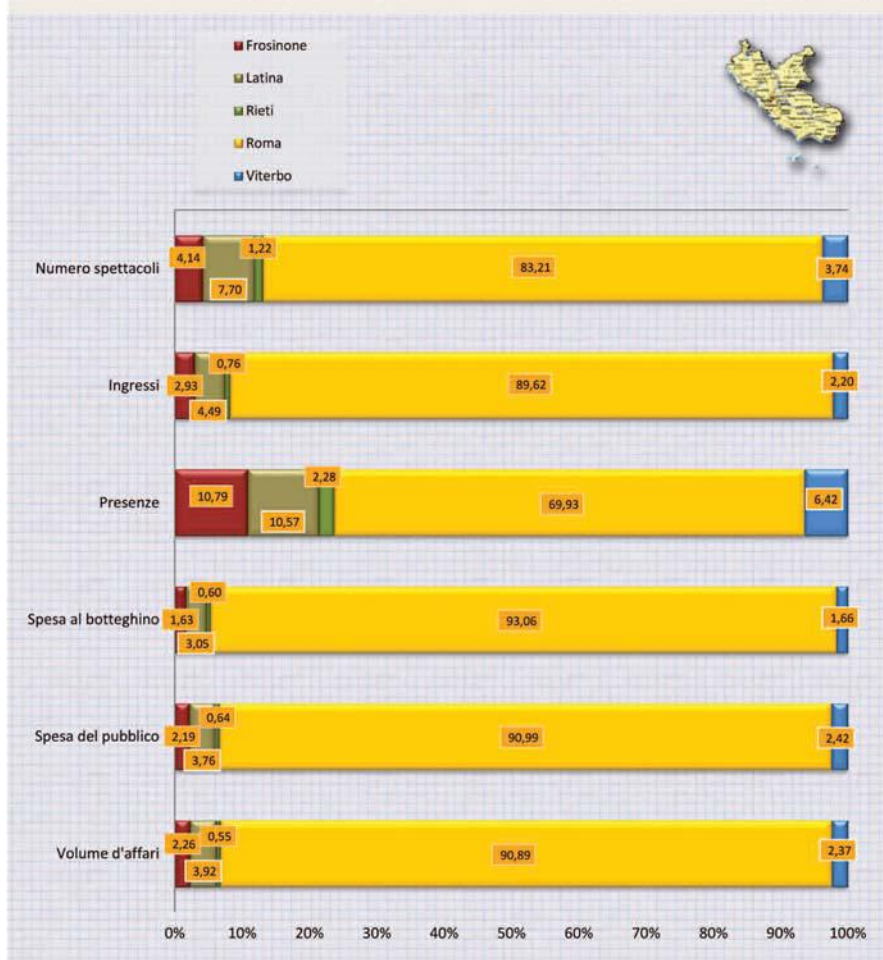 Frosinone
Latina
Rieti
Roma
Viterbo
Numero spettacoli
4,14
7,70
1,22
83,21
3,74
Ingressi
2,93
4,49
0,76
89,62
2,20
Presenze
10,79
10,57
2,28
69,93
6,42
Spesa al botteghino
1,63
3,05
0,60
93,06
1,66
Spesa del pubblico
2,19
3,76
0,64
90,99
2,42
Volume d'affari
2,26
3,92
0,55
90,89
2,37
0% 10% 20% 30% 40% 50% 60% 70% 80% 90% 100%